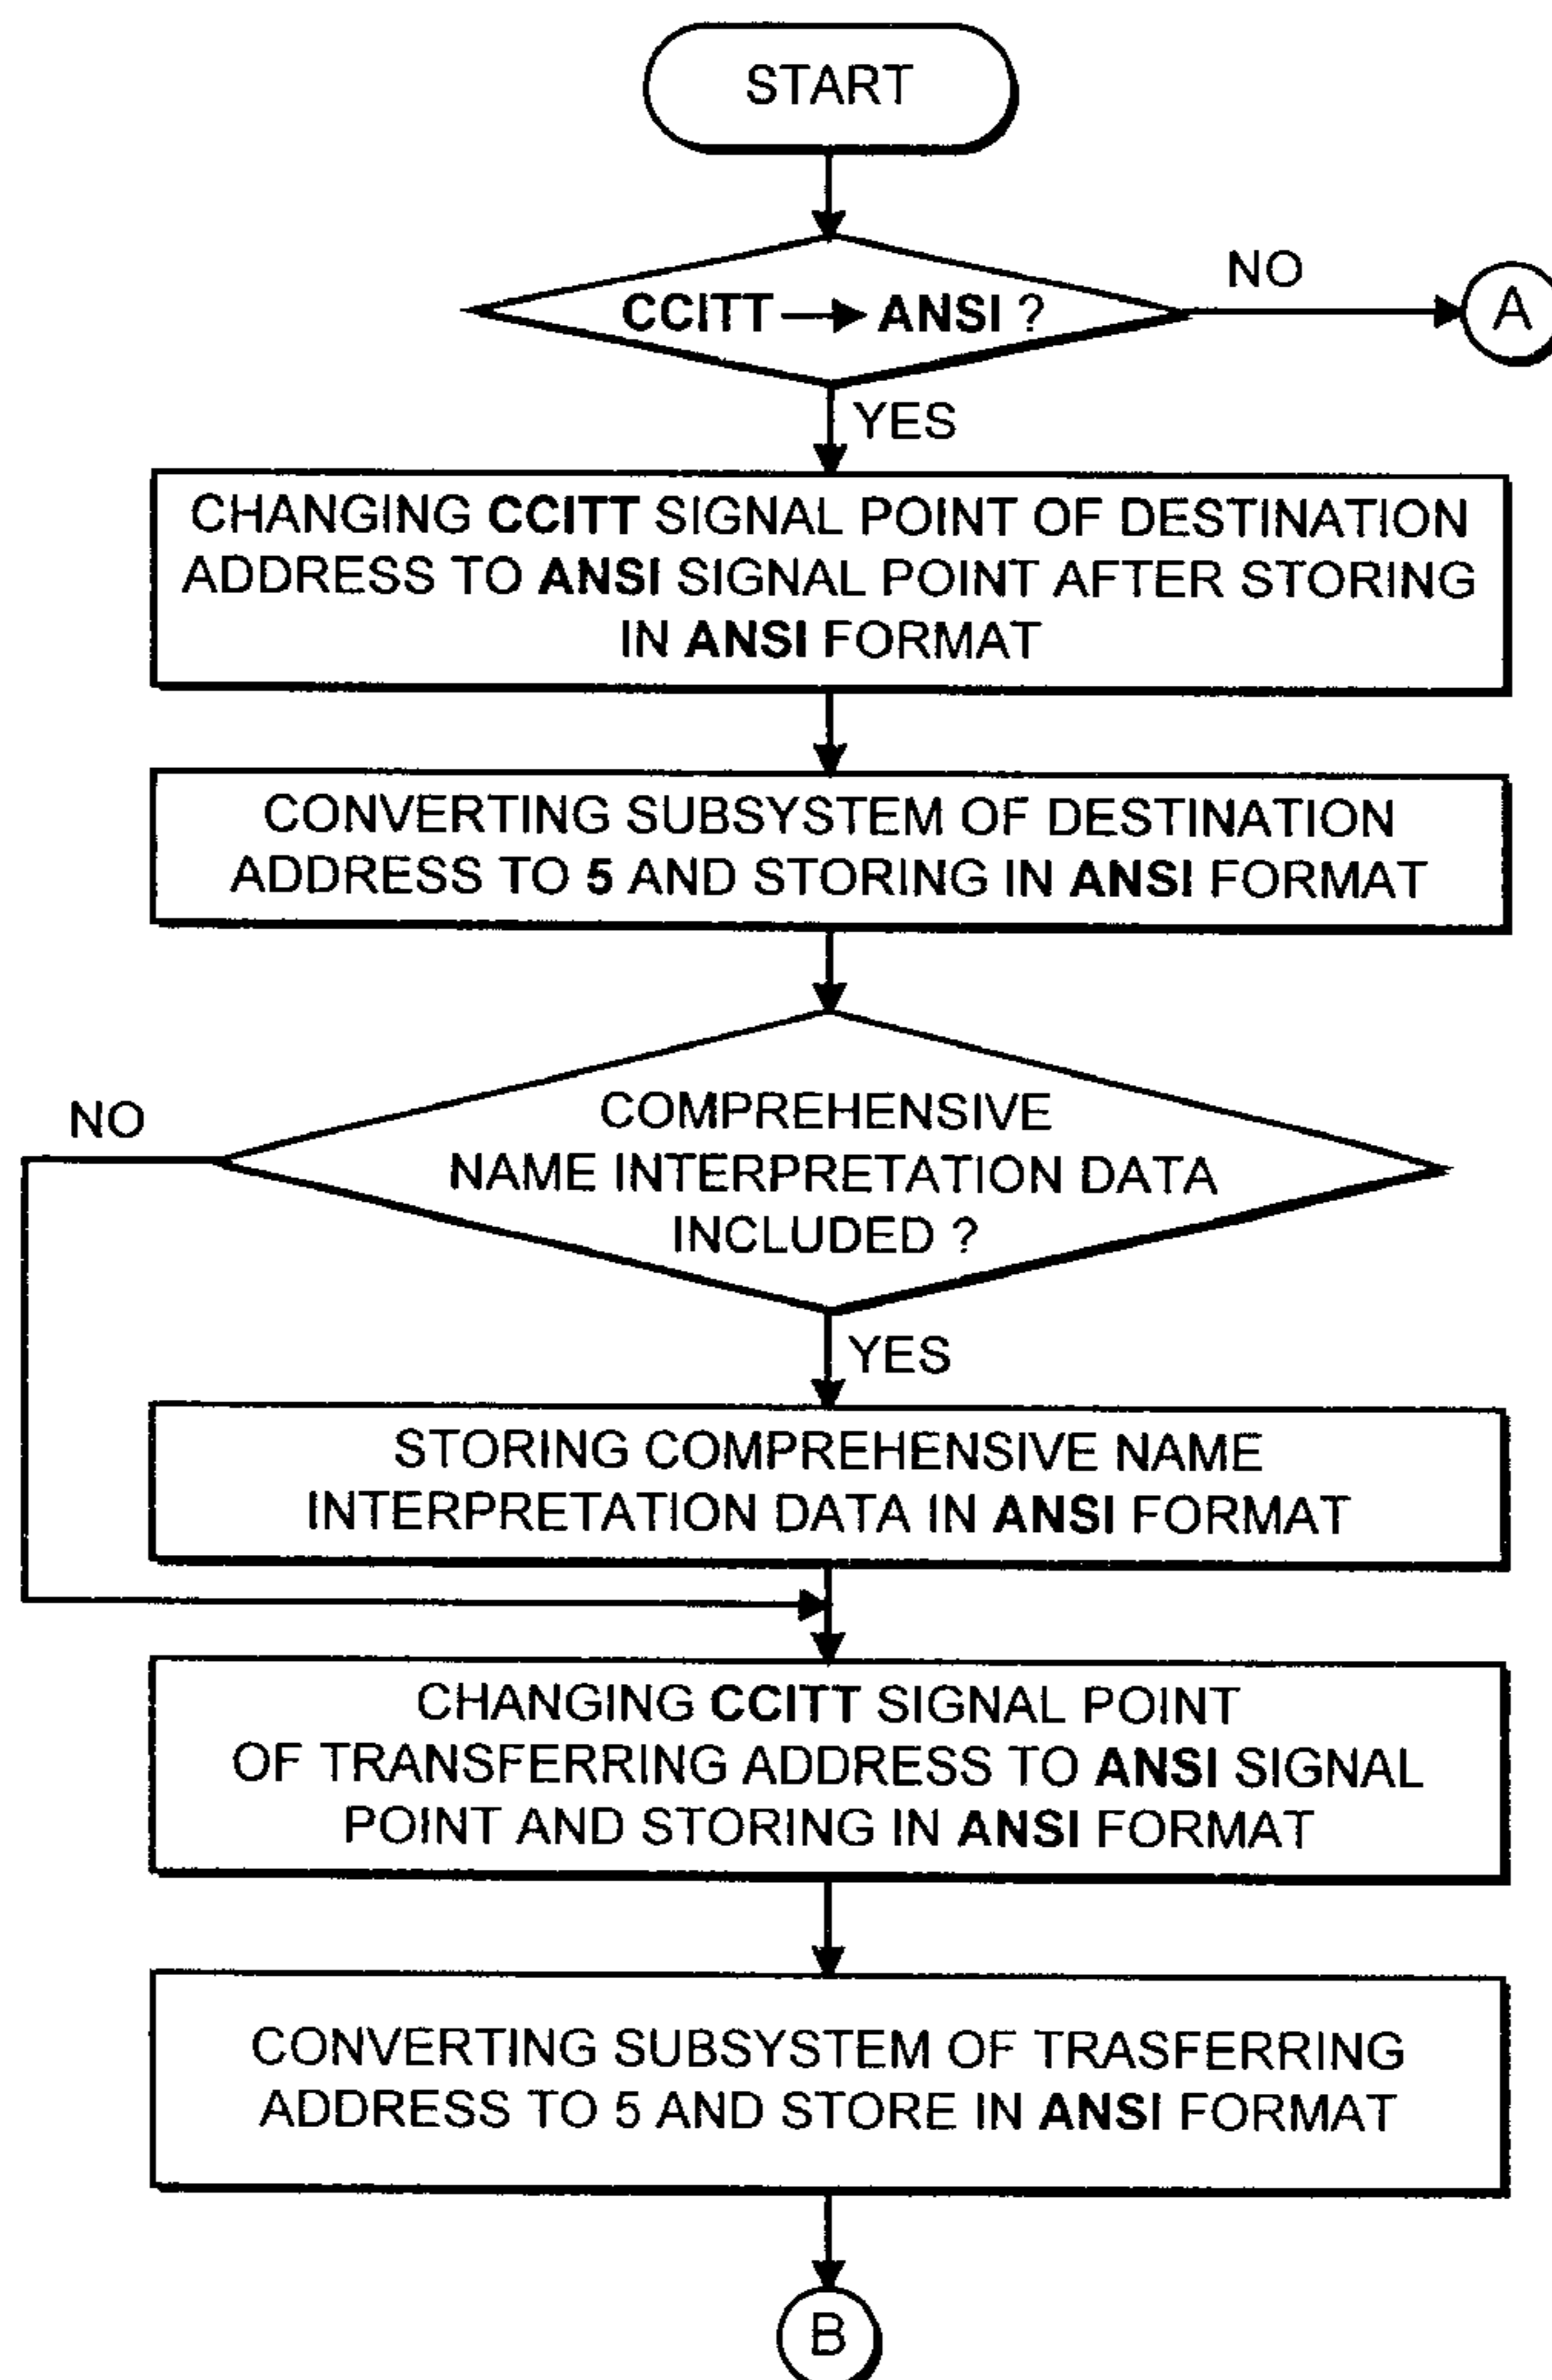 START
CCITT → ANSI ?
NO
A
YES
CHANGING CCITT SIGNAL POINT OF DESTINATION
ADDRESS TO ANSI SIGNAL POINT AFTER STORING
IN ANSI FORMAT
CONVERTING SUBSYSTEM OF DESTINATION
ADDRESS TO 5 AND STORING IN ANSI FORMAT
NO
COMPREHENSIVE
NAME INTERPRETATION DATA
INCLUDED ?
YES
STORING COMPREHENSIVE NAME
INTERPRETATION DATA IN ANSI FORMAT
CHANGING CCITT SIGNAL POINT
OF TRANSFERRING ADDRESS TO ANSI SIGNAL
POINT AND STORING IN ANSI FORMAT
CONVERTING SUBSYSTEM OF TRASFERRING
ADDRESS TO 5 AND STORE IN ANSI FORMAT
B